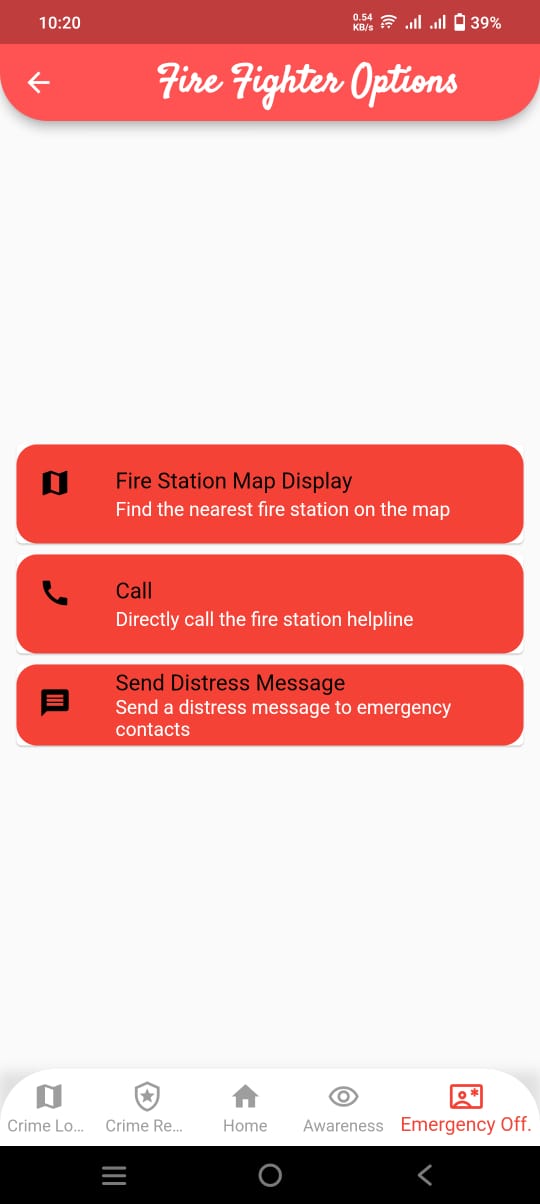 10:20
0.54
KB/s
39%
Fire Fighter Options
Fire Station Map Display
Find the nearest fire station on the map
Call
Directly call the fire station helpline
Send Distress Message
Send a distress message to emergency
contacts
Crime Lo... Crime Re... Home Awareness Emergency Off.